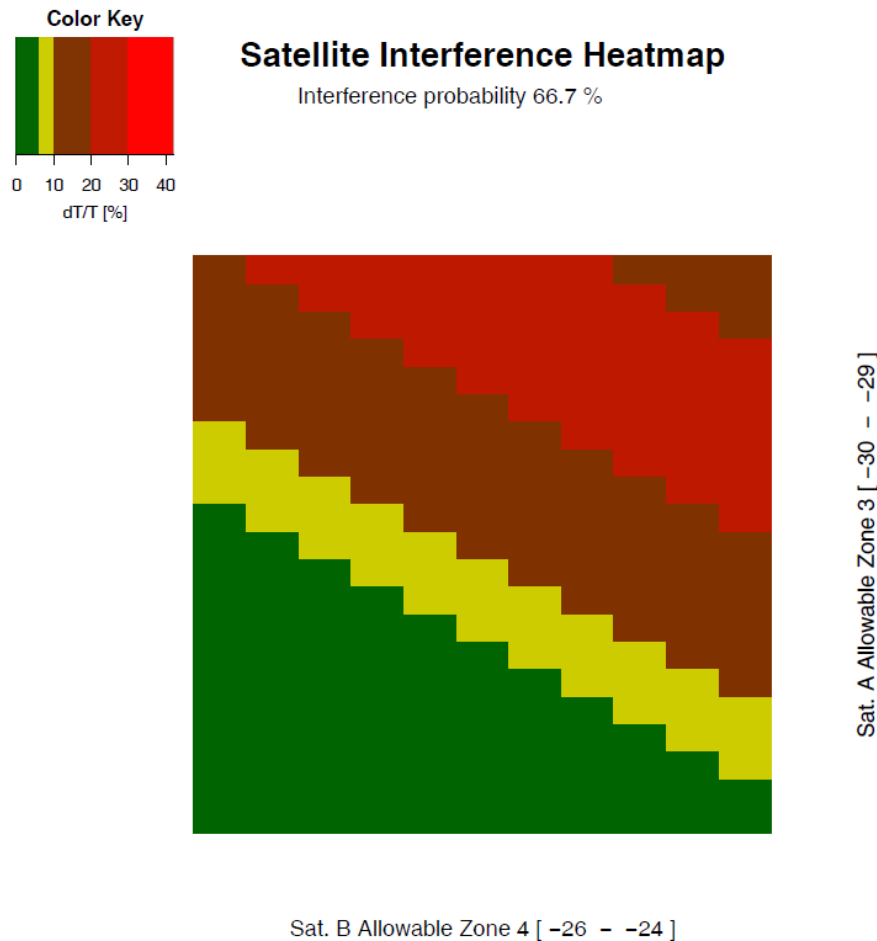 Color Key
0 10 20 30 40
dT/T [%]
Satellite Interference Heatmap
Interference probability 66.7 %
Sat. A Allowable Zone 3 [ −30 − −29 ]
Sat. B Allowable Zone 4 [ −26 − −24 ]